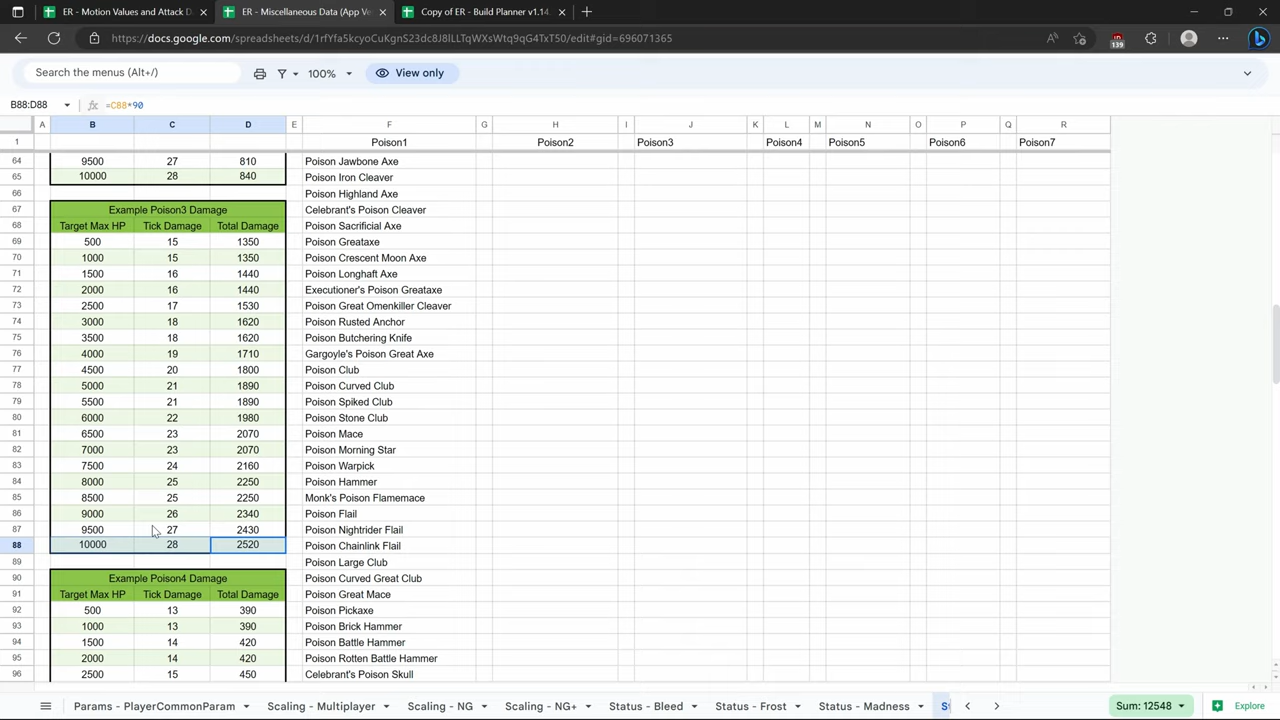 ER - Motion Values and Attack D
ER - Miscellaneous Data (App Ve
Copy of ER - Build Planner v1.14
https://docs.google.com/spreadsheets/d/1rfYfa5kcyoCuKgnS23dc8J8lLLTqWXsWtq9qG4TxT50/edit#gid=696071365
139
Search the menus (Alt+/)
100%
View only
B88:D88
fx
=C88*90
A B C D E F G H I J K L M N O P Q R
1 Poison1 Poison2 Poison3 Poison4 Poison5 Poison6 Poison7
64 9500 27 810 Poison Jawbone Axe
65 10000 28 840 Poison Iron Cleaver
66 Poison Highland Axe
67 Example Poison3 Damage Celebrant's Poison Cleaver
68 Target Max HP Tick Damage Total Damage Poison Sacrificial Axe
69 500 15 1350 Poison Greataxe
70 1000 15 1350 Poison Crescent Moon Axe
71 1500 16 1440 Poison Longhaft Axe
72 2000 16 1440 Executioner's Poison Greataxe
73 2500 17 1530 Poison Great Omenkiller Cleaver
74 3000 18 1620 Poison Rusted Anchor
75 3500 18 1620 Poison Butchering Knife
76 4000 19 1710 Gargoyle's Poison Great Axe
77 4500 20 1800 Poison Club
78 5000 21 1890 Poison Curved Club
79 5500 21 1890 Poison Spiked Club
80 6000 22 1980 Poison Stone Club
81 6500 23 2070 Poison Mace
82 7000 23 2070 Poison Morning Star
83 7500 24 2160 Poison Warpick
84 8000 25 2250 Poison Hammer
85 8500 25 2250 Monk's Poison Flamemace
86 9000 26 2340 Poison Flail
87 9500 27 2430 Poison Nightrider Flail
88 10000 28 2520 Poison Chainlink Flail
89 Poison Large Club
90 Example Poison4 Damage Poison Curved Great Club
91 Target Max HP Tick Damage Total Damage Poison Great Mace
92 500 13 390 Poison Pickaxe
93 1000 13 390 Poison Brick Hammer
94 1500 14 420 Poison Battle Hammer
95 2000 14 420 Poison Rotten Battle Hammer
96 2500 15 450 Celebrant's Poison Skull
Params - PlayerCommonParam
Scaling - Multiplayer
Scaling - NG
Scaling - NG+
Status - Bleed
Status - Frost
Status - Madness
Sum: 12548
Explore